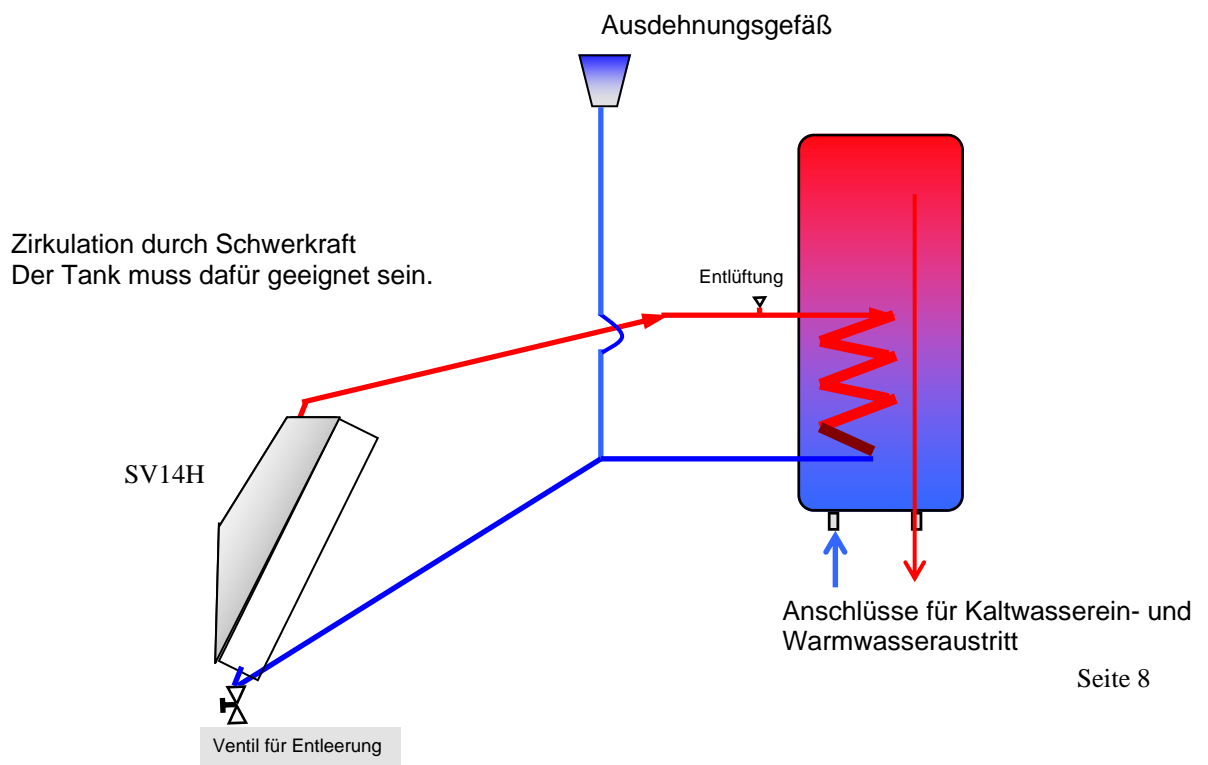 Ausdehnungsgefäß
Zirkulation durch Schwerkraft
Der Tank muss dafür geeignet sein.
Entlüftung
SV14H
Anschlüsse für Kaltwasserein- und
Warmwasseraustritt
Seite 8
Ventil für Entleerung